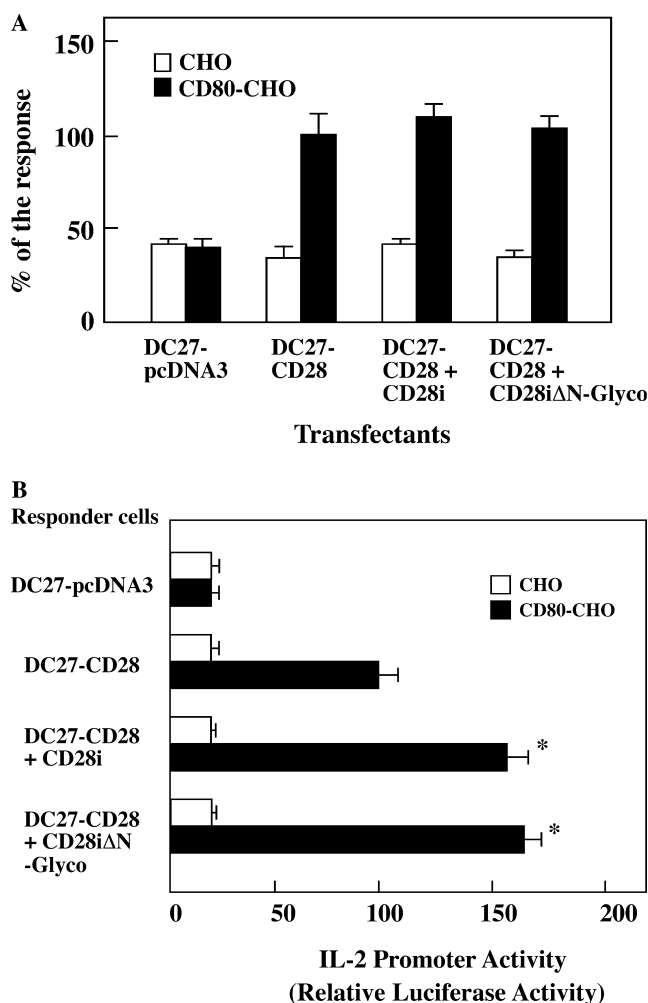 A
150
100
50
0
% of the response
CHO
CD80-CHO
DC27-
pcDNA3
DC27-
CD28
DC27-
CD28 +
CD28i
DC27-
CD28 +
CD28iΔN-Glyco
Transfectants
B
Responder cells
CHO
CD80-CHO
DC27-pcDNA3
DC27-CD28
DC27-CD28
+ CD28i
*
DC27-CD28
+ CD28iΔN
-Glyco
*
0 50 100 150 200
IL-2 Promoter Activity
(Relative Luciferase Activity)